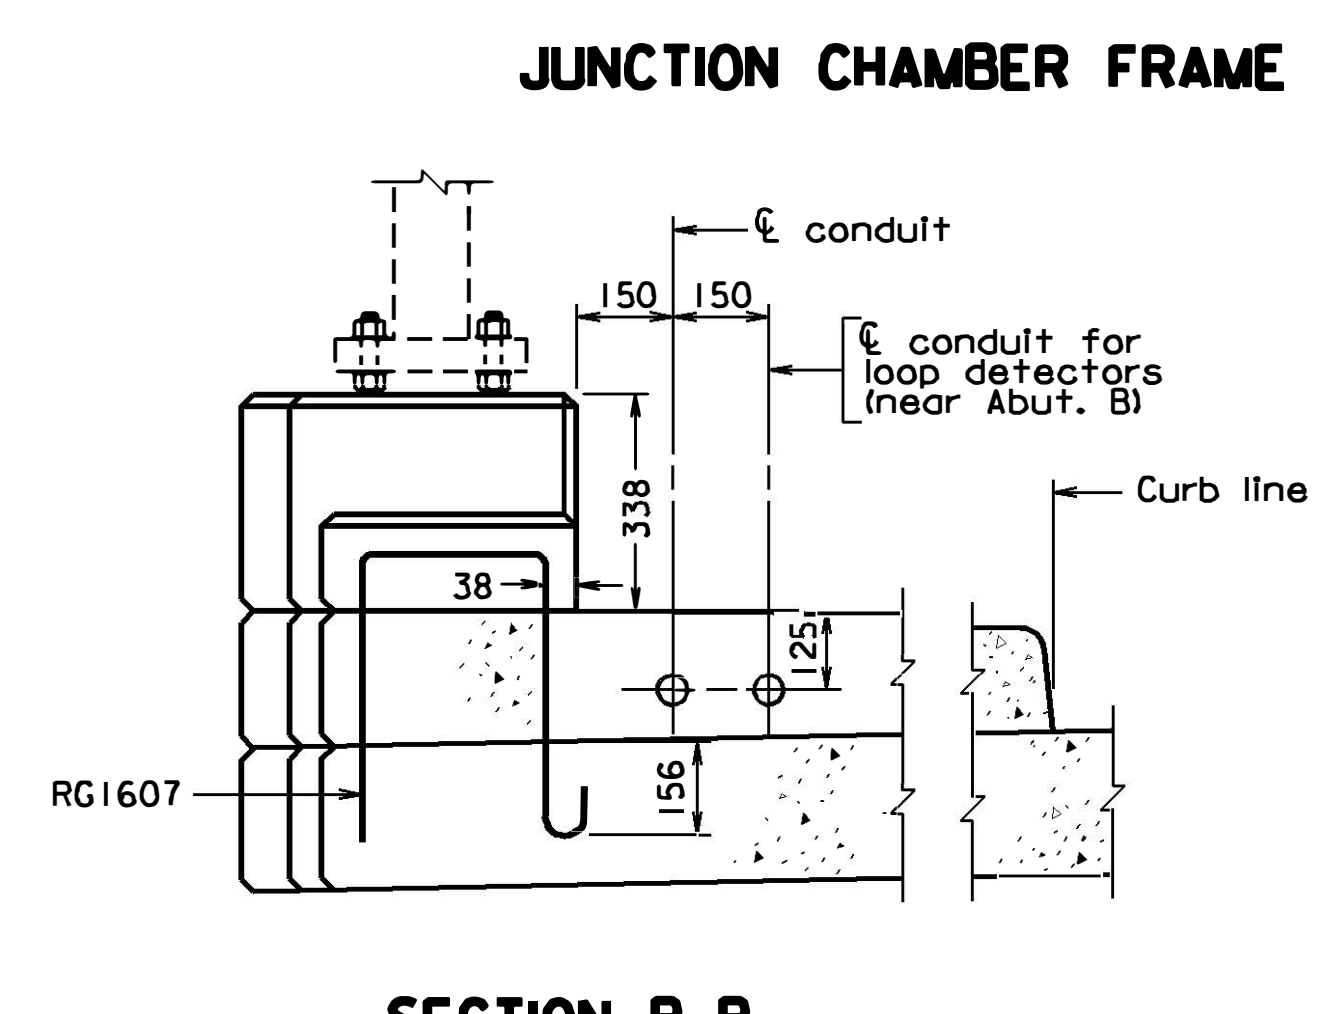 JUNCTION CHAMBER FRAME
℄ conduit
150 150
℄ conduit for
loop detectors
(near Abut. B)
338
Curb line
38
125
156
RG1607
SECTION B-B